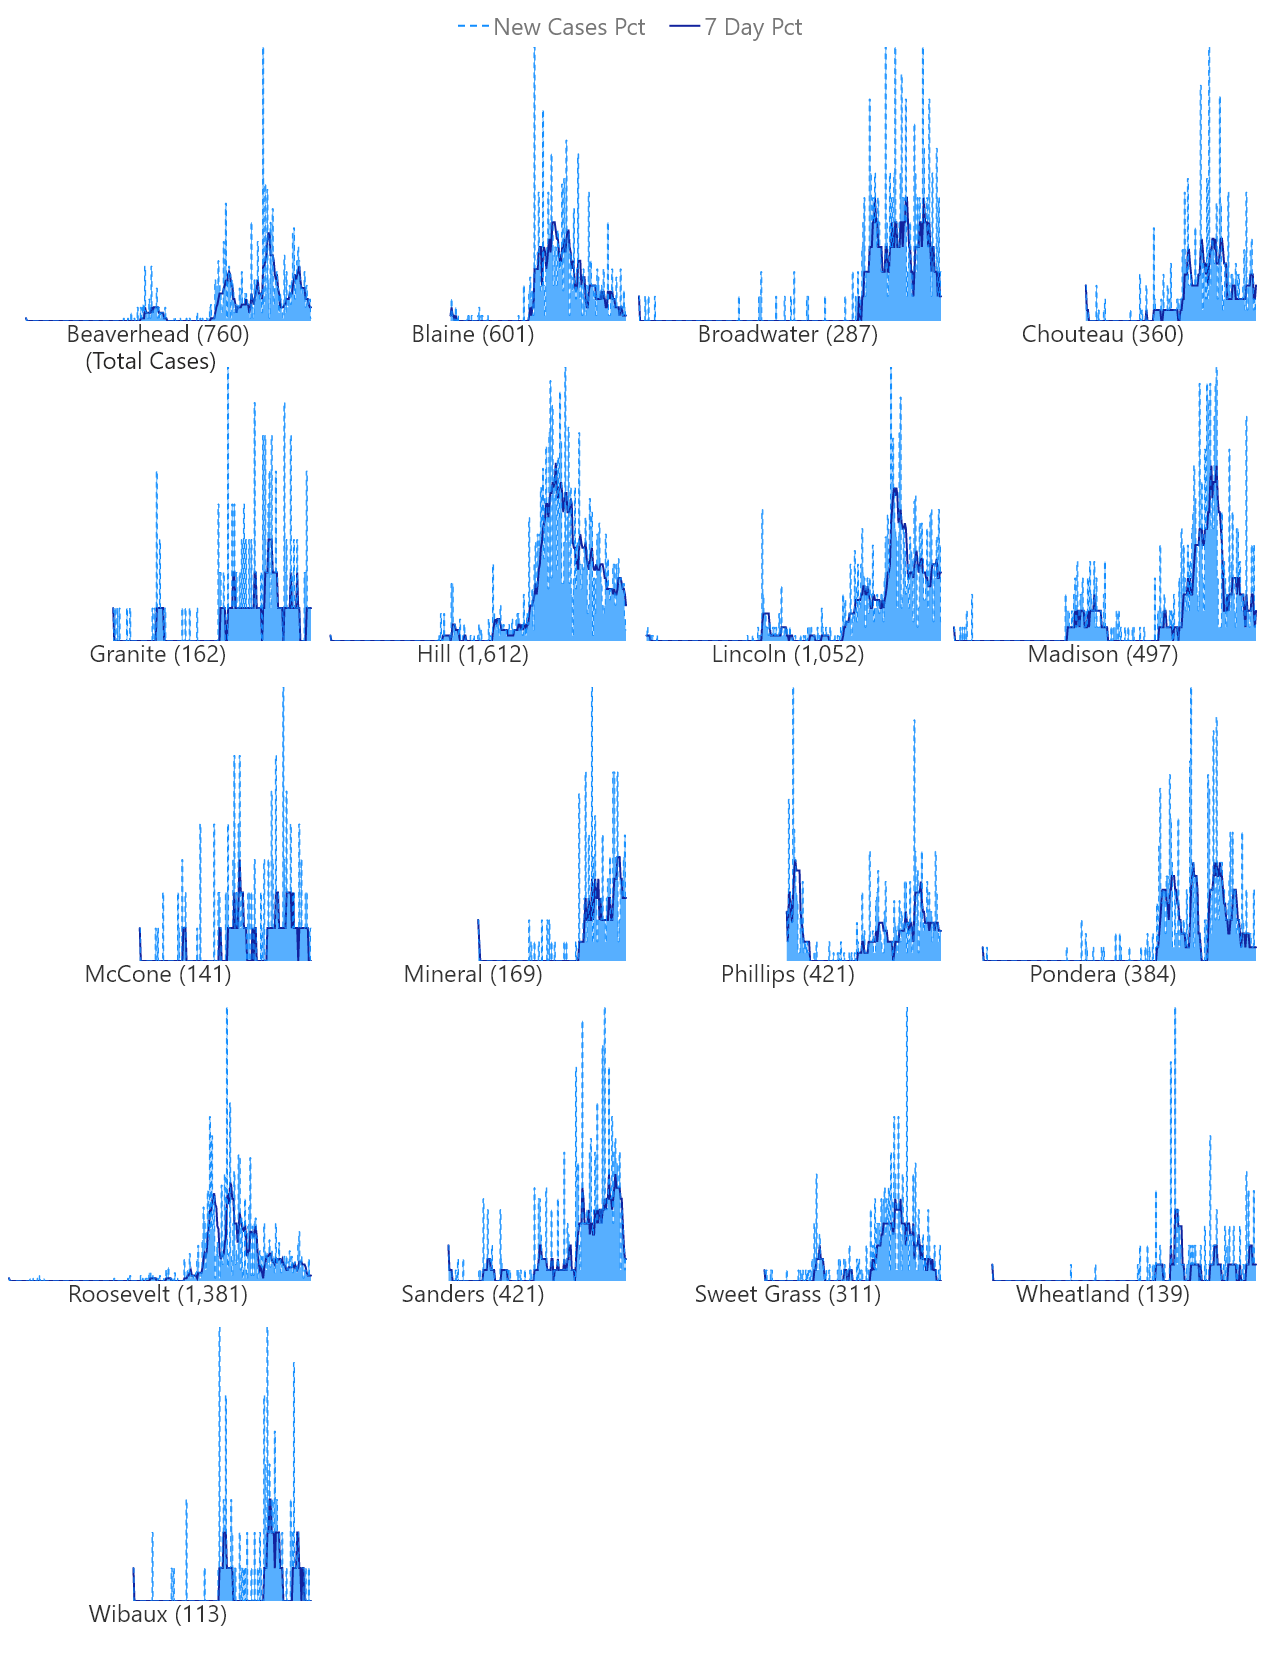 New Cases Pct 7 Day Pct
Beaverhead (760) Blaine (601) Broadwater (287) Chouteau (360)
(Total Cases)
Granite (162) Hill (1,612) Lincoln (1,052) Madison (497)
McCone (141) Mineral (169) Phillips (421) Pondera (384)
Roosevelt (1,381) Sanders (421) Sweet Grass (311) Wheatland (139)
Wibaux (113)